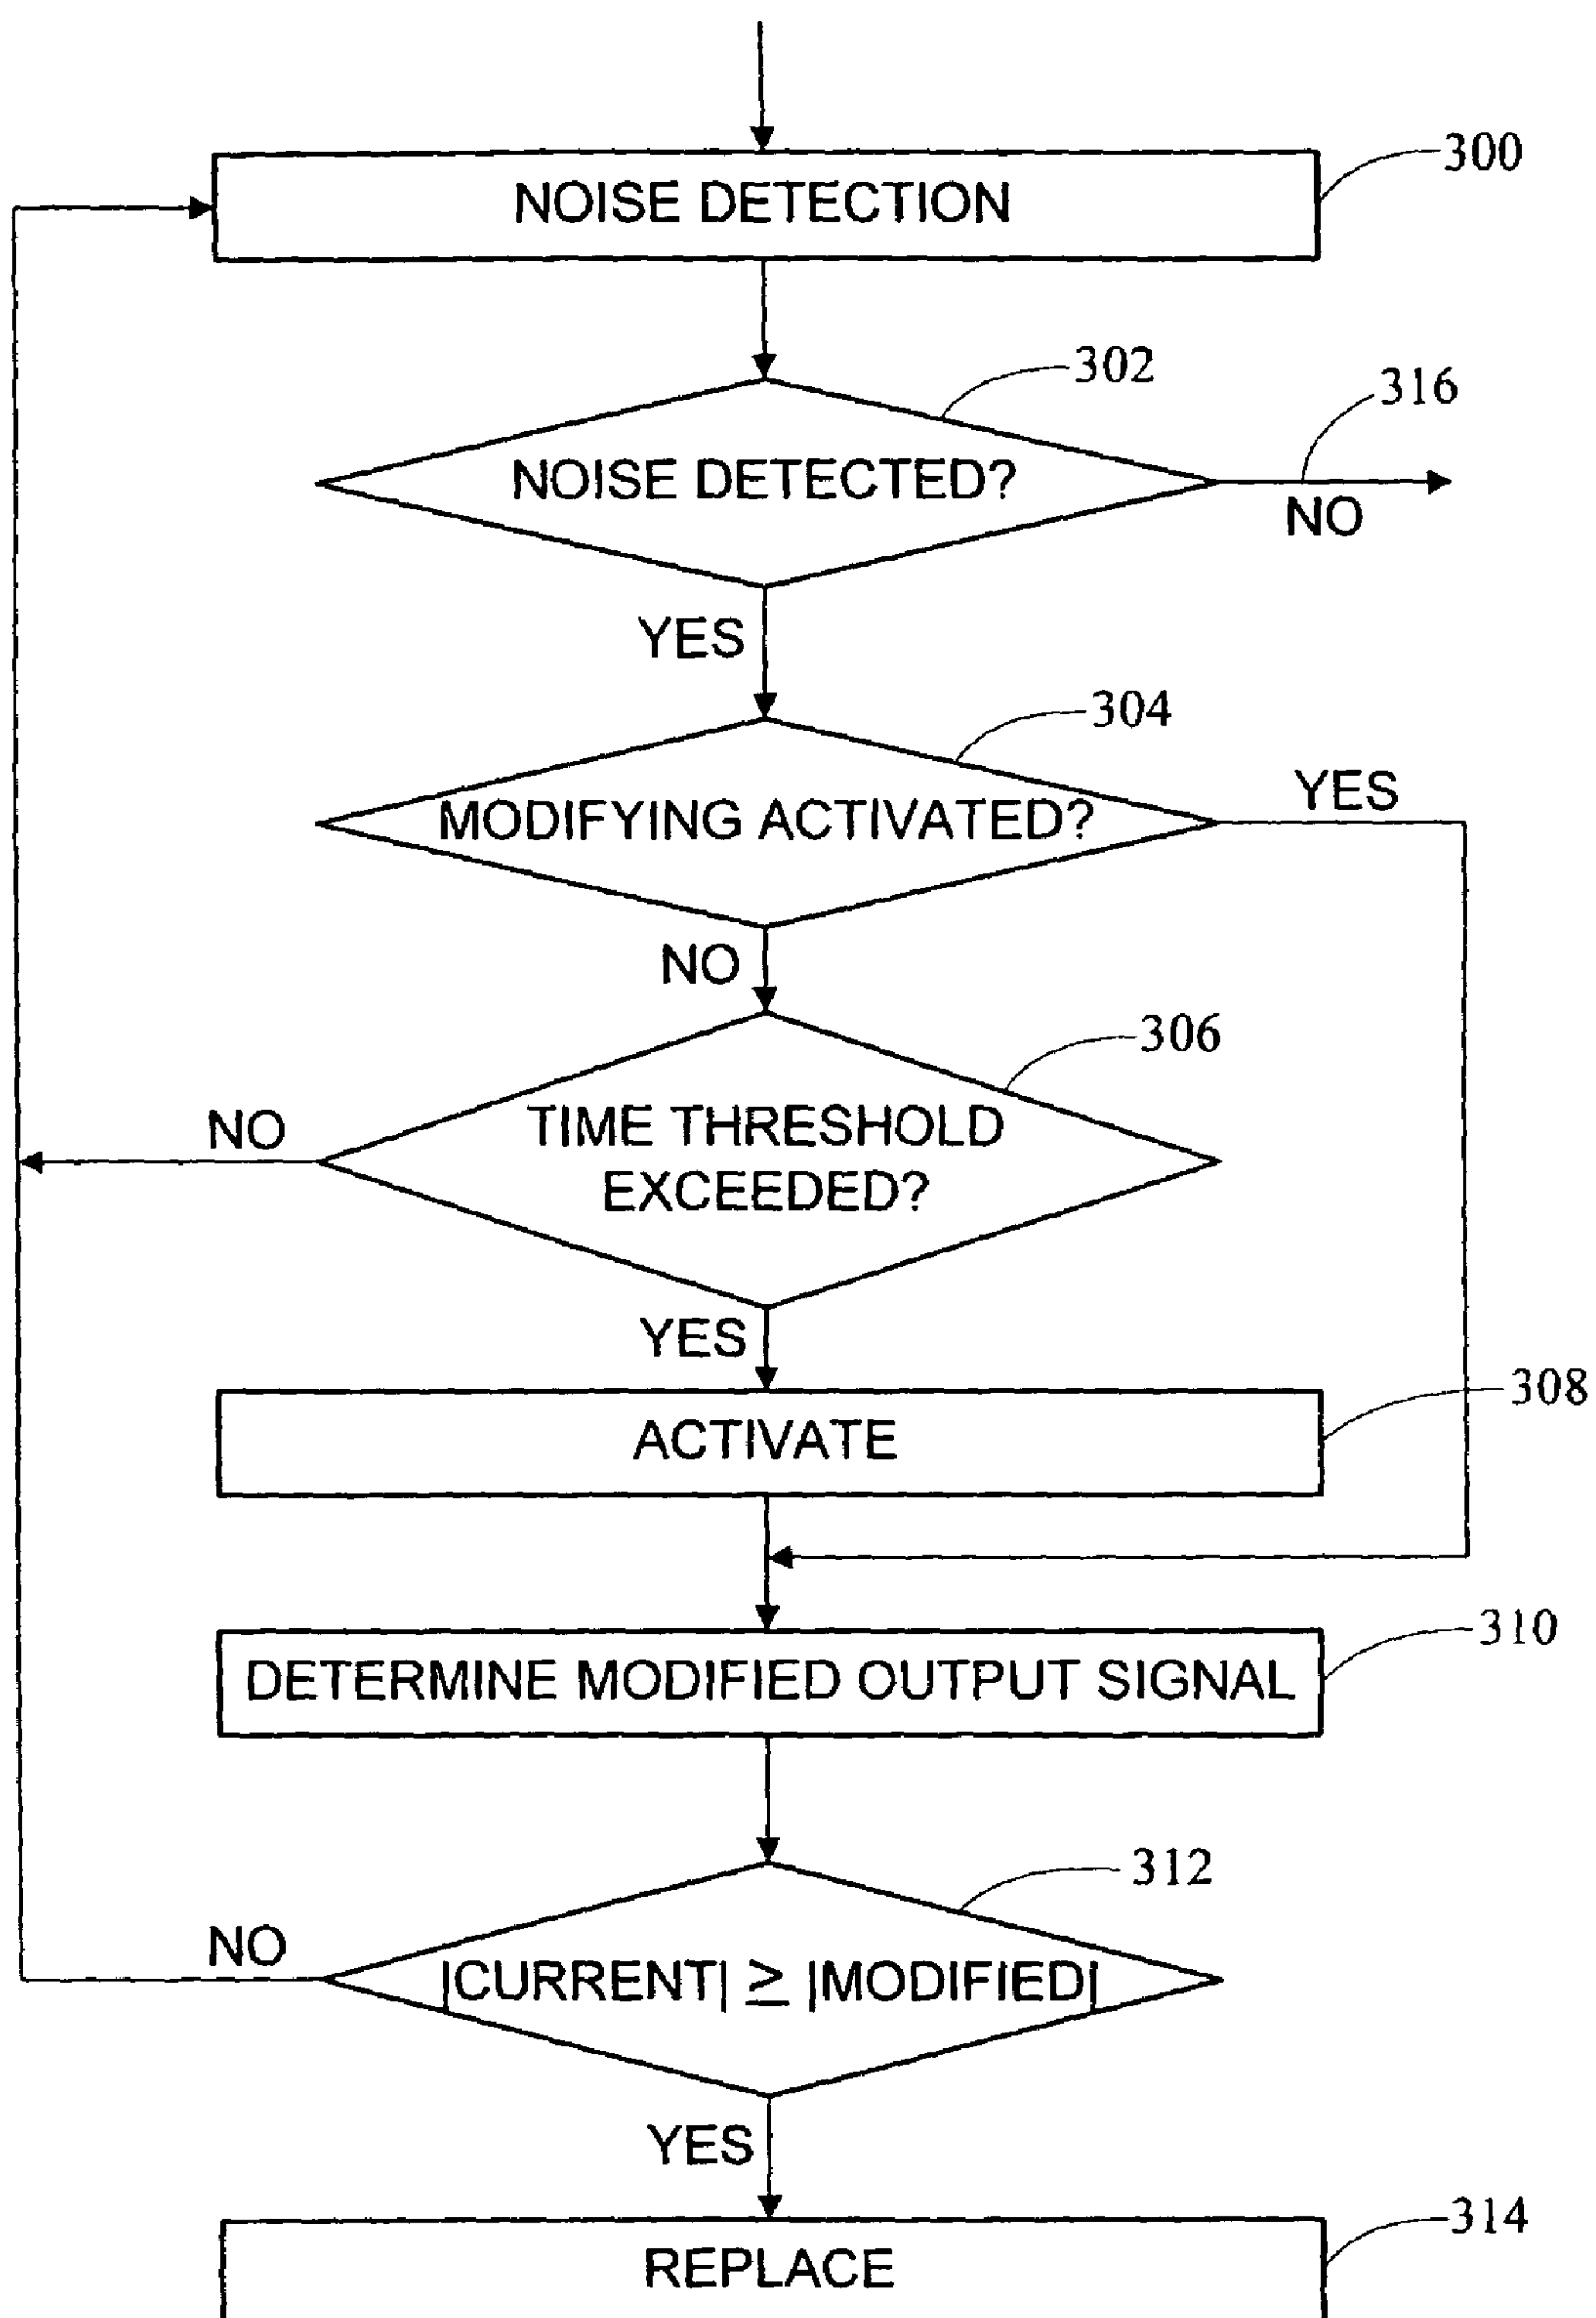 300
NOISE DETECTION
302
316
NOISE DETECTED?
NO
YES
304
YES
MODIFYING ACTIVATED?
NO
306
NO
TIME THRESHOLD
EXCEEDED?
YES
308
ACTIVATE
310
DETERMINE MODIFIED OUTPUT SIGNAL
312
NO
|CURRENT| ≥ |MODIFIED|
YES
314
REPLACE